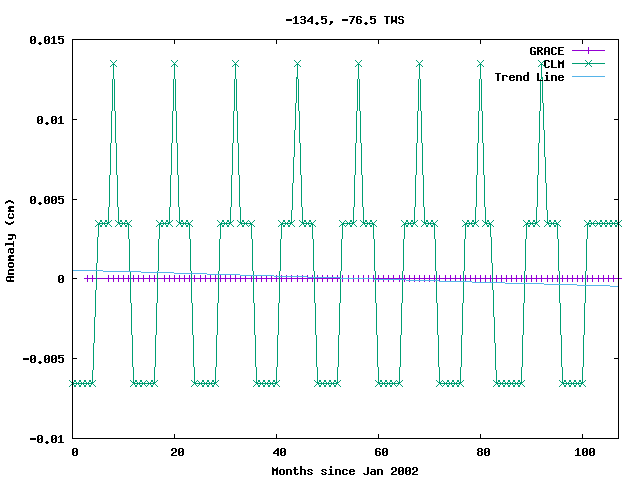 -134.5, -76.5 TWS
GRACE
CLM
Trend Line
0.015
0.01
0.005
0
-0.005
-0.01
Anomaly (cm)
0 20 40 60 80 100
Months since Jan 2002